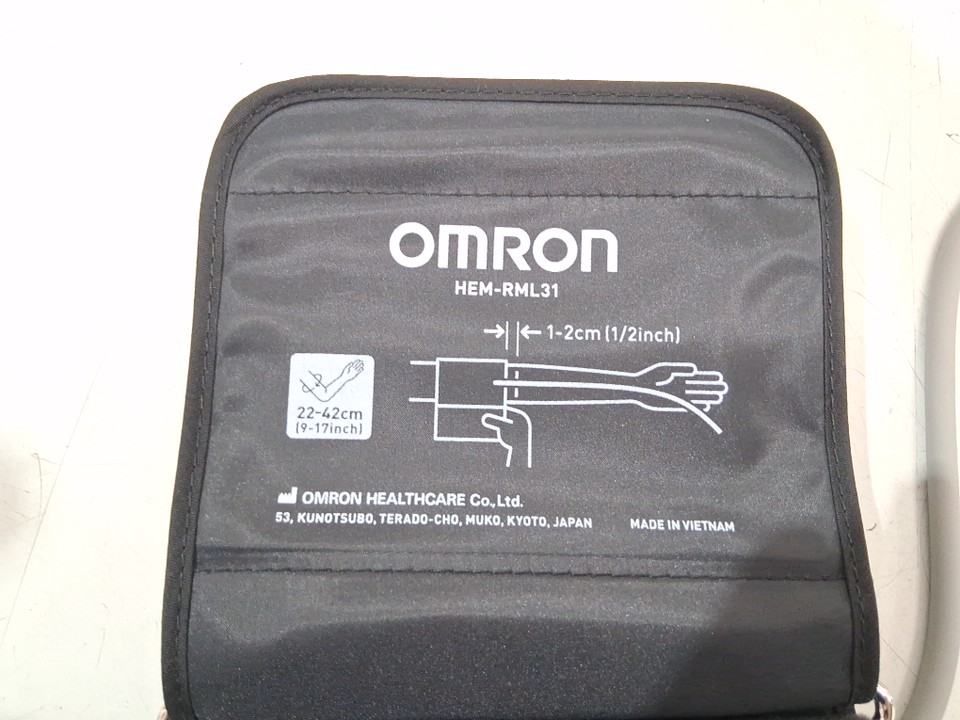 OMRON
HEM-RML31
1-2cm (1/2inch)
22-42cm
(9-17inch)
OMRON HEALTHCARE Co.,Ltd.
53, KUNOTSUBO, TERADO-CHO, MUKO, KYOTO, JAPAN MADE IN VIETNAM